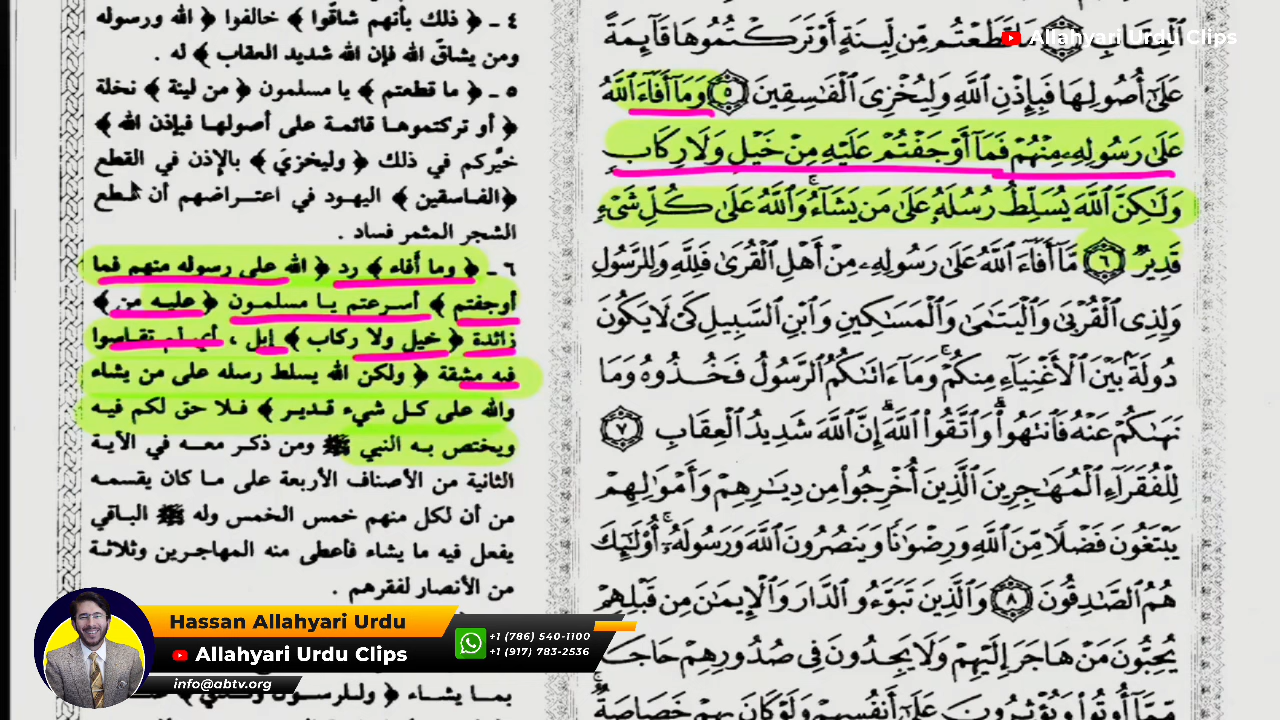 ٱلْعِقَابِ مَا قَطَعْتُم مِّن لِّينَةٍ أَوْ تَرَكْتُمُوهَا قَآئِمَةً
عَلَىٰٓ أُصُولِهَا فَبِإِذْنِ ٱللَّهِ وَلِيُخْزِىَ ٱلْفَٰسِقِينَ ٥ وَمَآ أَفَآءَ ٱللَّهُ
عَلَىٰ رَسُولِهِۦ مِنْهُمْ فَمَآ أَوْجَفْتُمْ عَلَيْهِ مِنْ خَيْلٍ وَلَا رِكَابٍ
وَلَٰكِنَّ ٱللَّهَ يُسَلِّطُ رُسُلَهُۥ عَلَىٰ مَن يَشَآءُ ۚ وَٱللَّهُ عَلَىٰ كُلِّ شَىْءٍ
قَدِيرٌ ٦ مَّآ أَفَآءَ ٱللَّهُ عَلَىٰ رَسُولِهِۦ مِنْ أَهْلِ ٱلْقُرَىٰ فَلِلَّهِ وَلِلرَّسُولِ
وَلِذِى ٱلْقُرْبَىٰ وَٱلْيَتَٰمَىٰ وَٱلْمَسَٰكِينِ وَٱبْنِ ٱلسَّبِيلِ كَىْ لَا يَكُونَ
دُولَةًۢ بَيْنَ ٱلْأَغْنِيَآءِ مِنكُمْ ۚ وَمَآ ءَاتَىٰكُمُ ٱلرَّسُولُ فَخُذُوهُ وَمَا
نَهَىٰكُمْ عَنْهُ فَٱنتَهُوا۟ ۚ وَٱتَّقُوا۟ ٱللَّهَ ۖ إِنَّ ٱللَّهَ شَدِيدُ ٱلْعِقَابِ ٧
لِلْفُقَرَآءِ ٱلْمُهَٰجِرِينَ ٱلَّذِينَ أُخْرِجُوا۟ مِن دِيَٰرِهِمْ وَأَمْوَٰلِهِمْ
يَبْتَغُونَ فَضْلًا مِّنَ ٱللَّهِ وَرِضْوَٰنًا وَيَنصُرُونَ ٱللَّهَ وَرَسُولَهُۥٓ ۚ أُو۟لَٰٓئِكَ
هُمُ ٱلصَّٰدِقُونَ ٨ وَٱلَّذِينَ تَبَوَّءُو ٱلدَّارَ وَٱلْإِيمَٰنَ مِن قَبْلِهِمْ
يُحِبُّونَ مَنْ هَاجَرَ إِلَيْهِمْ وَلَا يَجِدُونَ فِى صُدُورِهِمْ حَاجَةً
مِّمَّآ أُوتُوا۟ وَيُؤْثِرُونَ عَلَىٰٓ أَنفُسِهِمْ وَلَوْ كَانَ بِهِمْ خَصَاصَةٌ
٤ ـ ﴿ ذلك بأنهم شاقّوا ﴾ خالفوا ﴿ الله ورسوله
ومن يشاقّ الله فإن الله شديد العقاب ﴾ له .
٥ ـ ﴿ ما قطعتم ﴾ يا مسلمون ﴿ من لينة ﴾ نخلة
﴿ أو تركتموها قائمة على أصولها فبإذن الله ﴾
خيّركم في ذلك ﴿ وليخزيَ ﴾ بالإذن في القطع
﴿الفاسقين ﴾ اليهود في اعتراضهم أن قطع
الشجر المثمر فساد .
٦ ـ ﴿ وما أفاء ﴾ رد ﴿ الله على رسوله منهم فما
أوجفتم ﴾ أسرعتم يا مسلمون ﴿ عليه من ﴾
زائدة ﴿ خيل ولا ركاب ﴾ إبل ، أي لم تقاسوا
فيه مشقة ﴿ ولكن الله يسلط رسله على من يشاء
والله على كل شيء قدير ﴾ فلا حق لكم فيه
ويختص به النبي ﷺ ومن ذكر معه في الآية
الثانية من الأصناف الأربعة على ما كان يقسمه
من أن لكل منهم خمس الخمس وله ﷺ الباقي
يفعل فيه ما يشاء فأعطى منه المهاجرين وثلاثة
من الأنصار لفقرهم .
بما يشاء ﴿ وللرسول
Allahyari Urdu Clips
Hassan Allahyari Urdu
Allahyari Urdu Clips
info@abtv.org
+1 (786) 540-1100
+1 (917) 783-2536